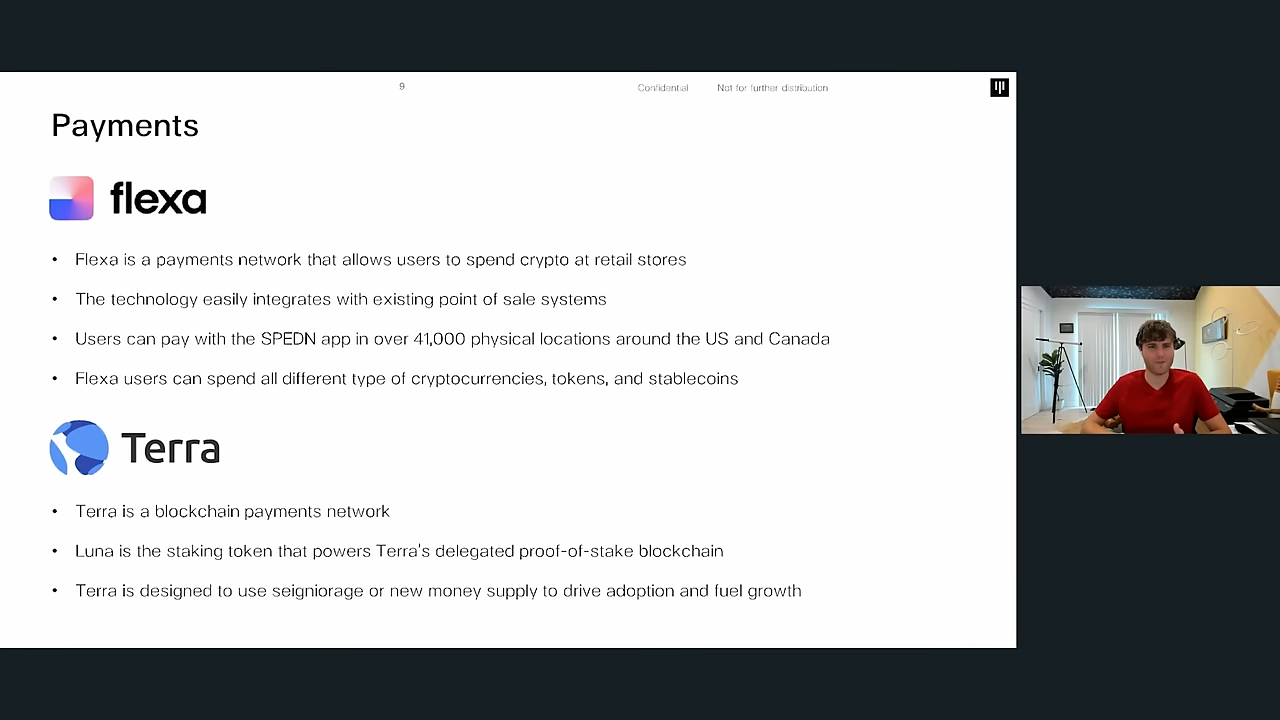 9
Confidential
Not for further distribution
Payments
flexa
• Flexa is a payments network that allows users to spend crypto at retail stores
• The technology easily integrates with existing point of sale systems
• Users can pay with the SPEDN app in over 41,000 physical locations around the US and Canada
• Flexa users can spend all different type of cryptocurrencies, tokens, and stablecoins
Terra
• Terra is a blockchain payments network
• Luna is the staking token that powers Terra's delegated proof-of-stake blockchain
• Terra is designed to use seigniorage or new money supply to drive adoption and fuel growth